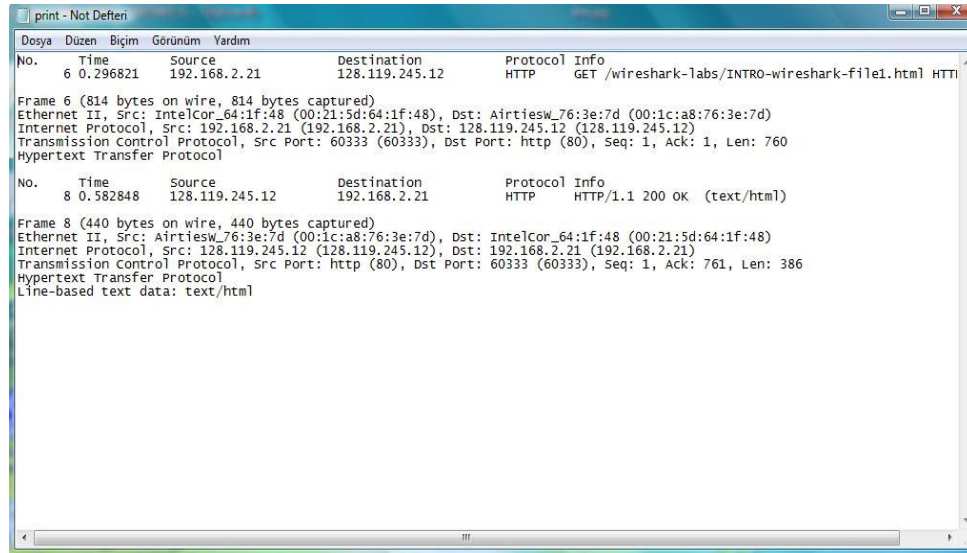 print - Not Defteri
Dosya Düzen Biçim Görünüm Yardım
No. Time Source Destination Protocol Info
6 0.296821 192.168.2.21 128.119.245.12 HTTP GET /wireshark-labs/INTRO-wireshark-file1.html HTT
Frame 6 (814 bytes on wire, 814 bytes captured)
Ethernet II, Src: IntelCor_64:1f:48 (00:21:5d:64:1f:48), Dst: AirtiesW_76:3e:7d (00:1c:a8:76:3e:7d)
Internet Protocol, Src: 192.168.2.21 (192.168.2.21), Dst: 128.119.245.12 (128.119.245.12)
Transmission Control Protocol, Src Port: 60333 (60333), Dst Port: http (80), Seq: 1, Ack: 1, Len: 760
Hypertext Transfer Protocol
No. Time Source Destination Protocol Info
8 0.582848 128.119.245.12 192.168.2.21 HTTP HTTP/1.1 200 OK (text/html)
Frame 8 (440 bytes on wire, 440 bytes captured)
Ethernet II, Src: AirtiesW_76:3e:7d (00:1c:a8:76:3e:7d), Dst: IntelCor_64:1f:48 (00:21:5d:64:1f:48)
Internet Protocol, Src: 128.119.245.12 (128.119.245.12), Dst: 192.168.2.21 (192.168.2.21)
Transmission Control Protocol, Src Port: http (80), Dst Port: 60333 (60333), Seq: 1, Ack: 761, Len: 386
Hypertext Transfer Protocol
Line-based text data: text/html